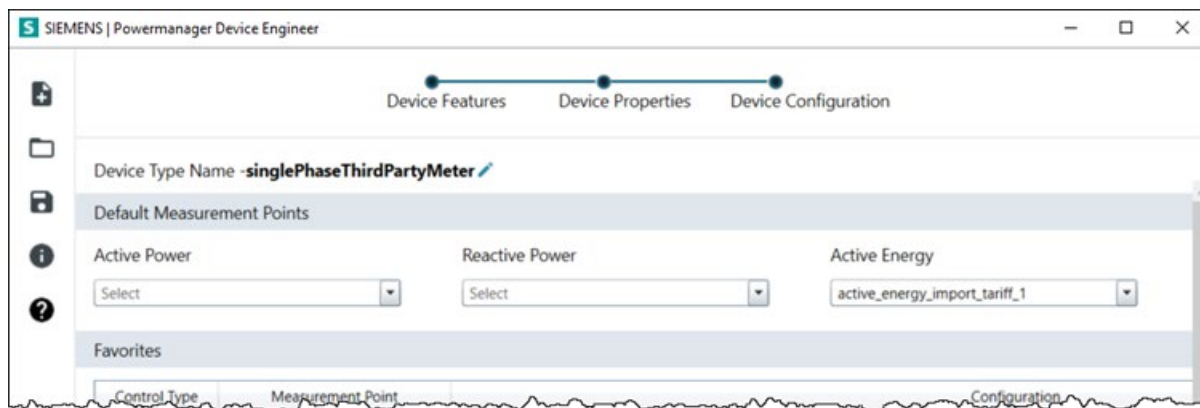 S SIEMENS | Powermanager Device Engineer
Device Features Device Properties Device Configuration
Device Type Name -singlePhaseThirdPartyMeter
Default Measurement Points
Active Power Reactive Power Active Energy
Select Select active_energy_import_tariff_1
Favorites
Control Type Measurement Point Configuration